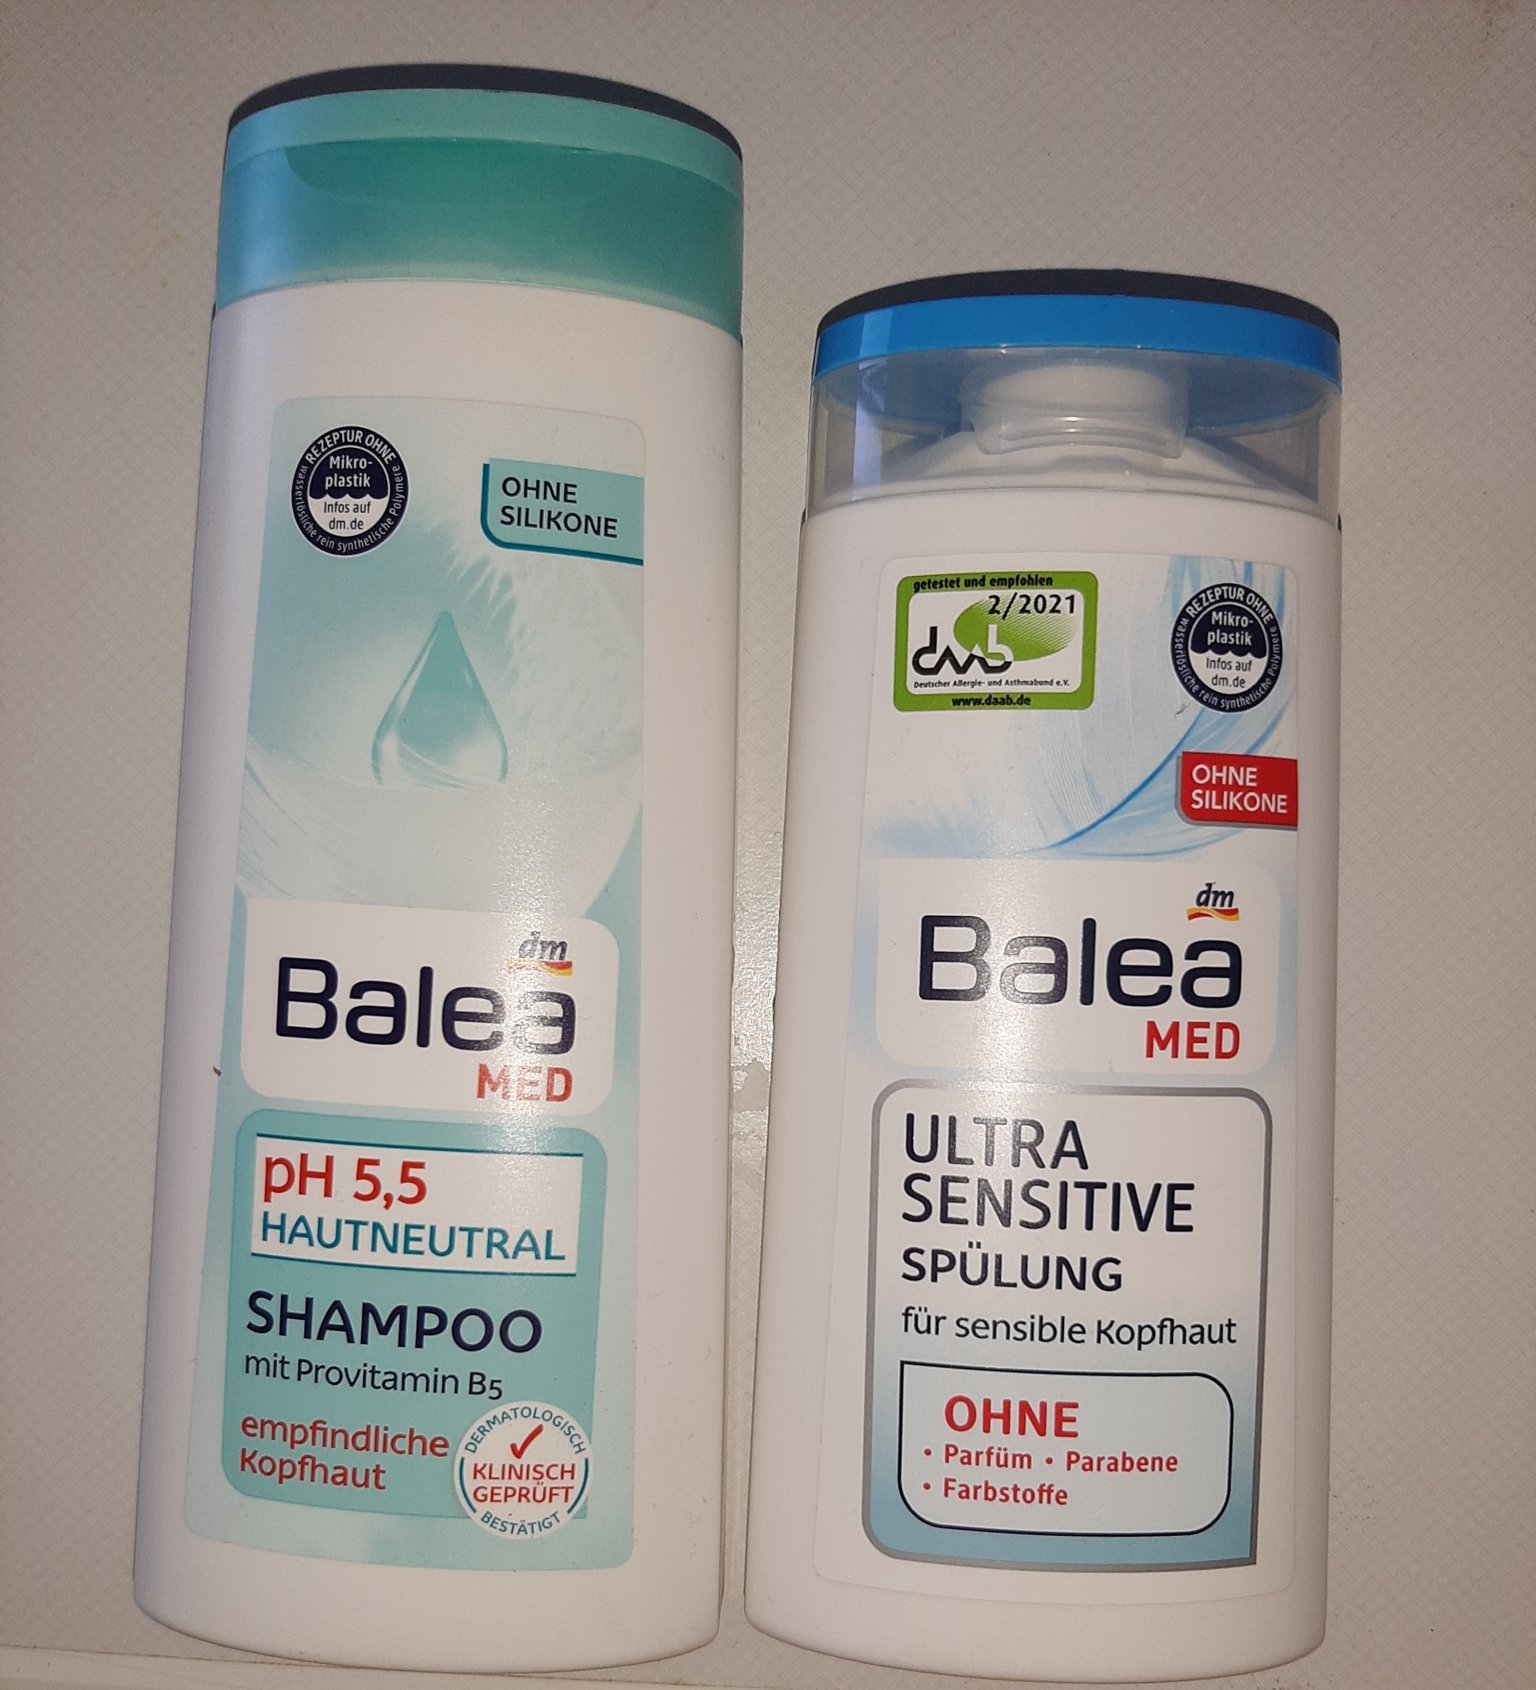 REZEPTUR OHNE
Mikro-
plastik
Infos auf
dm.de
wasserlösliche rein synthetische Polymere
OHNE
SILIKONE
dm
Balea
MED
pH 5,5
HAUTNEUTRAL
SHAMPOO
mit Provitamin B5
empfindliche
Kopfhaut
DERMATOLOGISCH
KLINISCH
GEPRÜFT
BESTÄTIGT
getestet und empfohlen
2/2021
daab
Deutscher Allergie- und Asthmabund e.V.
www.daab.de
REZEPTUR OHNE
Mikro-
plastik
Infos auf
dm.de
wasserlösliche rein synthetische Polymere
OHNE
SILIKONE
dm
Balea
MED
ULTRA
SENSITIVE
SPÜLUNG
für sensible Kopfhaut
OHNE
• Parfüm • Parabene
• Farbstoffe